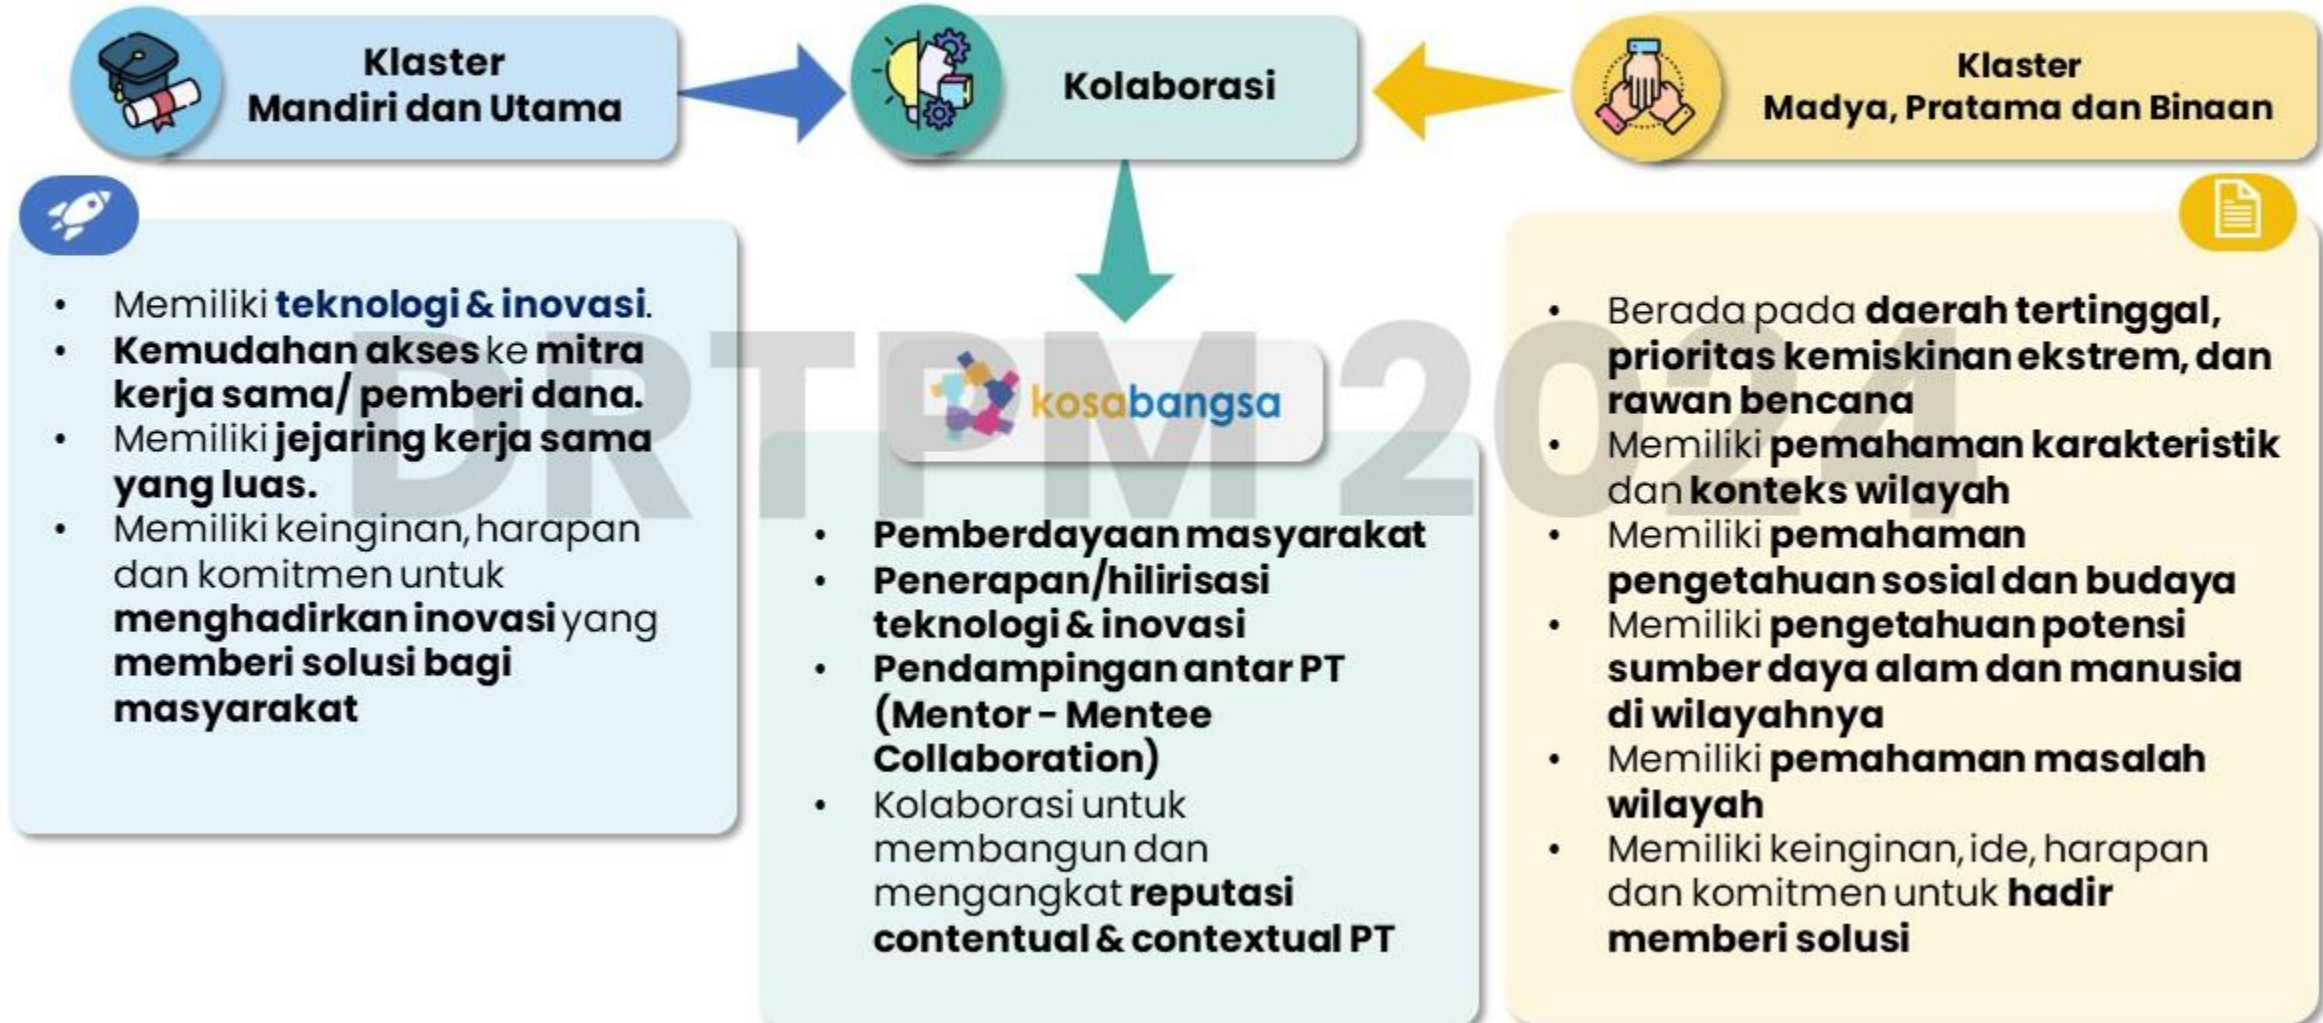 Klaster
Mandiri dan Utama
Kolaborasi
Klaster
Madya, Pratama dan Binaan
• Memiliki teknologi & inovasi.
• Kemudahan akses ke mitra
kerja sama/ pemberi dana.
• Memiliki jejaring kerja sama
yang luas.
• Memiliki keinginan, harapan
dan komitmen untuk
menghadirkan inovasi yang
memberi solusi bagi
masyarakat
kosabangsa
• Pemberdayaan masyarakat
• Penerapan/hilirisasi
teknologi & inovasi
• Pendampingan antar PT
(Mentor - Mentee
Collaboration)
• Kolaborasi untuk
membangun dan
mengangkat reputasi
contentual & contextual PT
• Berada pada daerah tertinggal,
prioritas kemiskinan ekstrem, dan
rawan bencana
• Memiliki pemahaman karakteristik
dan konteks wilayah
• Memiliki pemahaman
pengetahuan sosial dan budaya
• Memiliki pengetahuan potensi
sumber daya alam dan manusia
di wilayahnya
• Memiliki pemahaman masalah
wilayah
• Memiliki keinginan, ide, harapan
dan komitmen untuk hadir
memberi solusi
DRTPM 2024